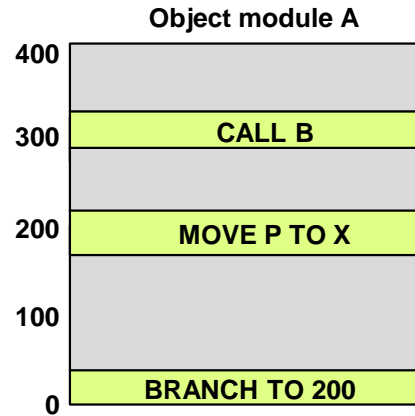 Object module A
400
300
CALL B
200
MOVE P TO X
100
0
BRANCH TO 200